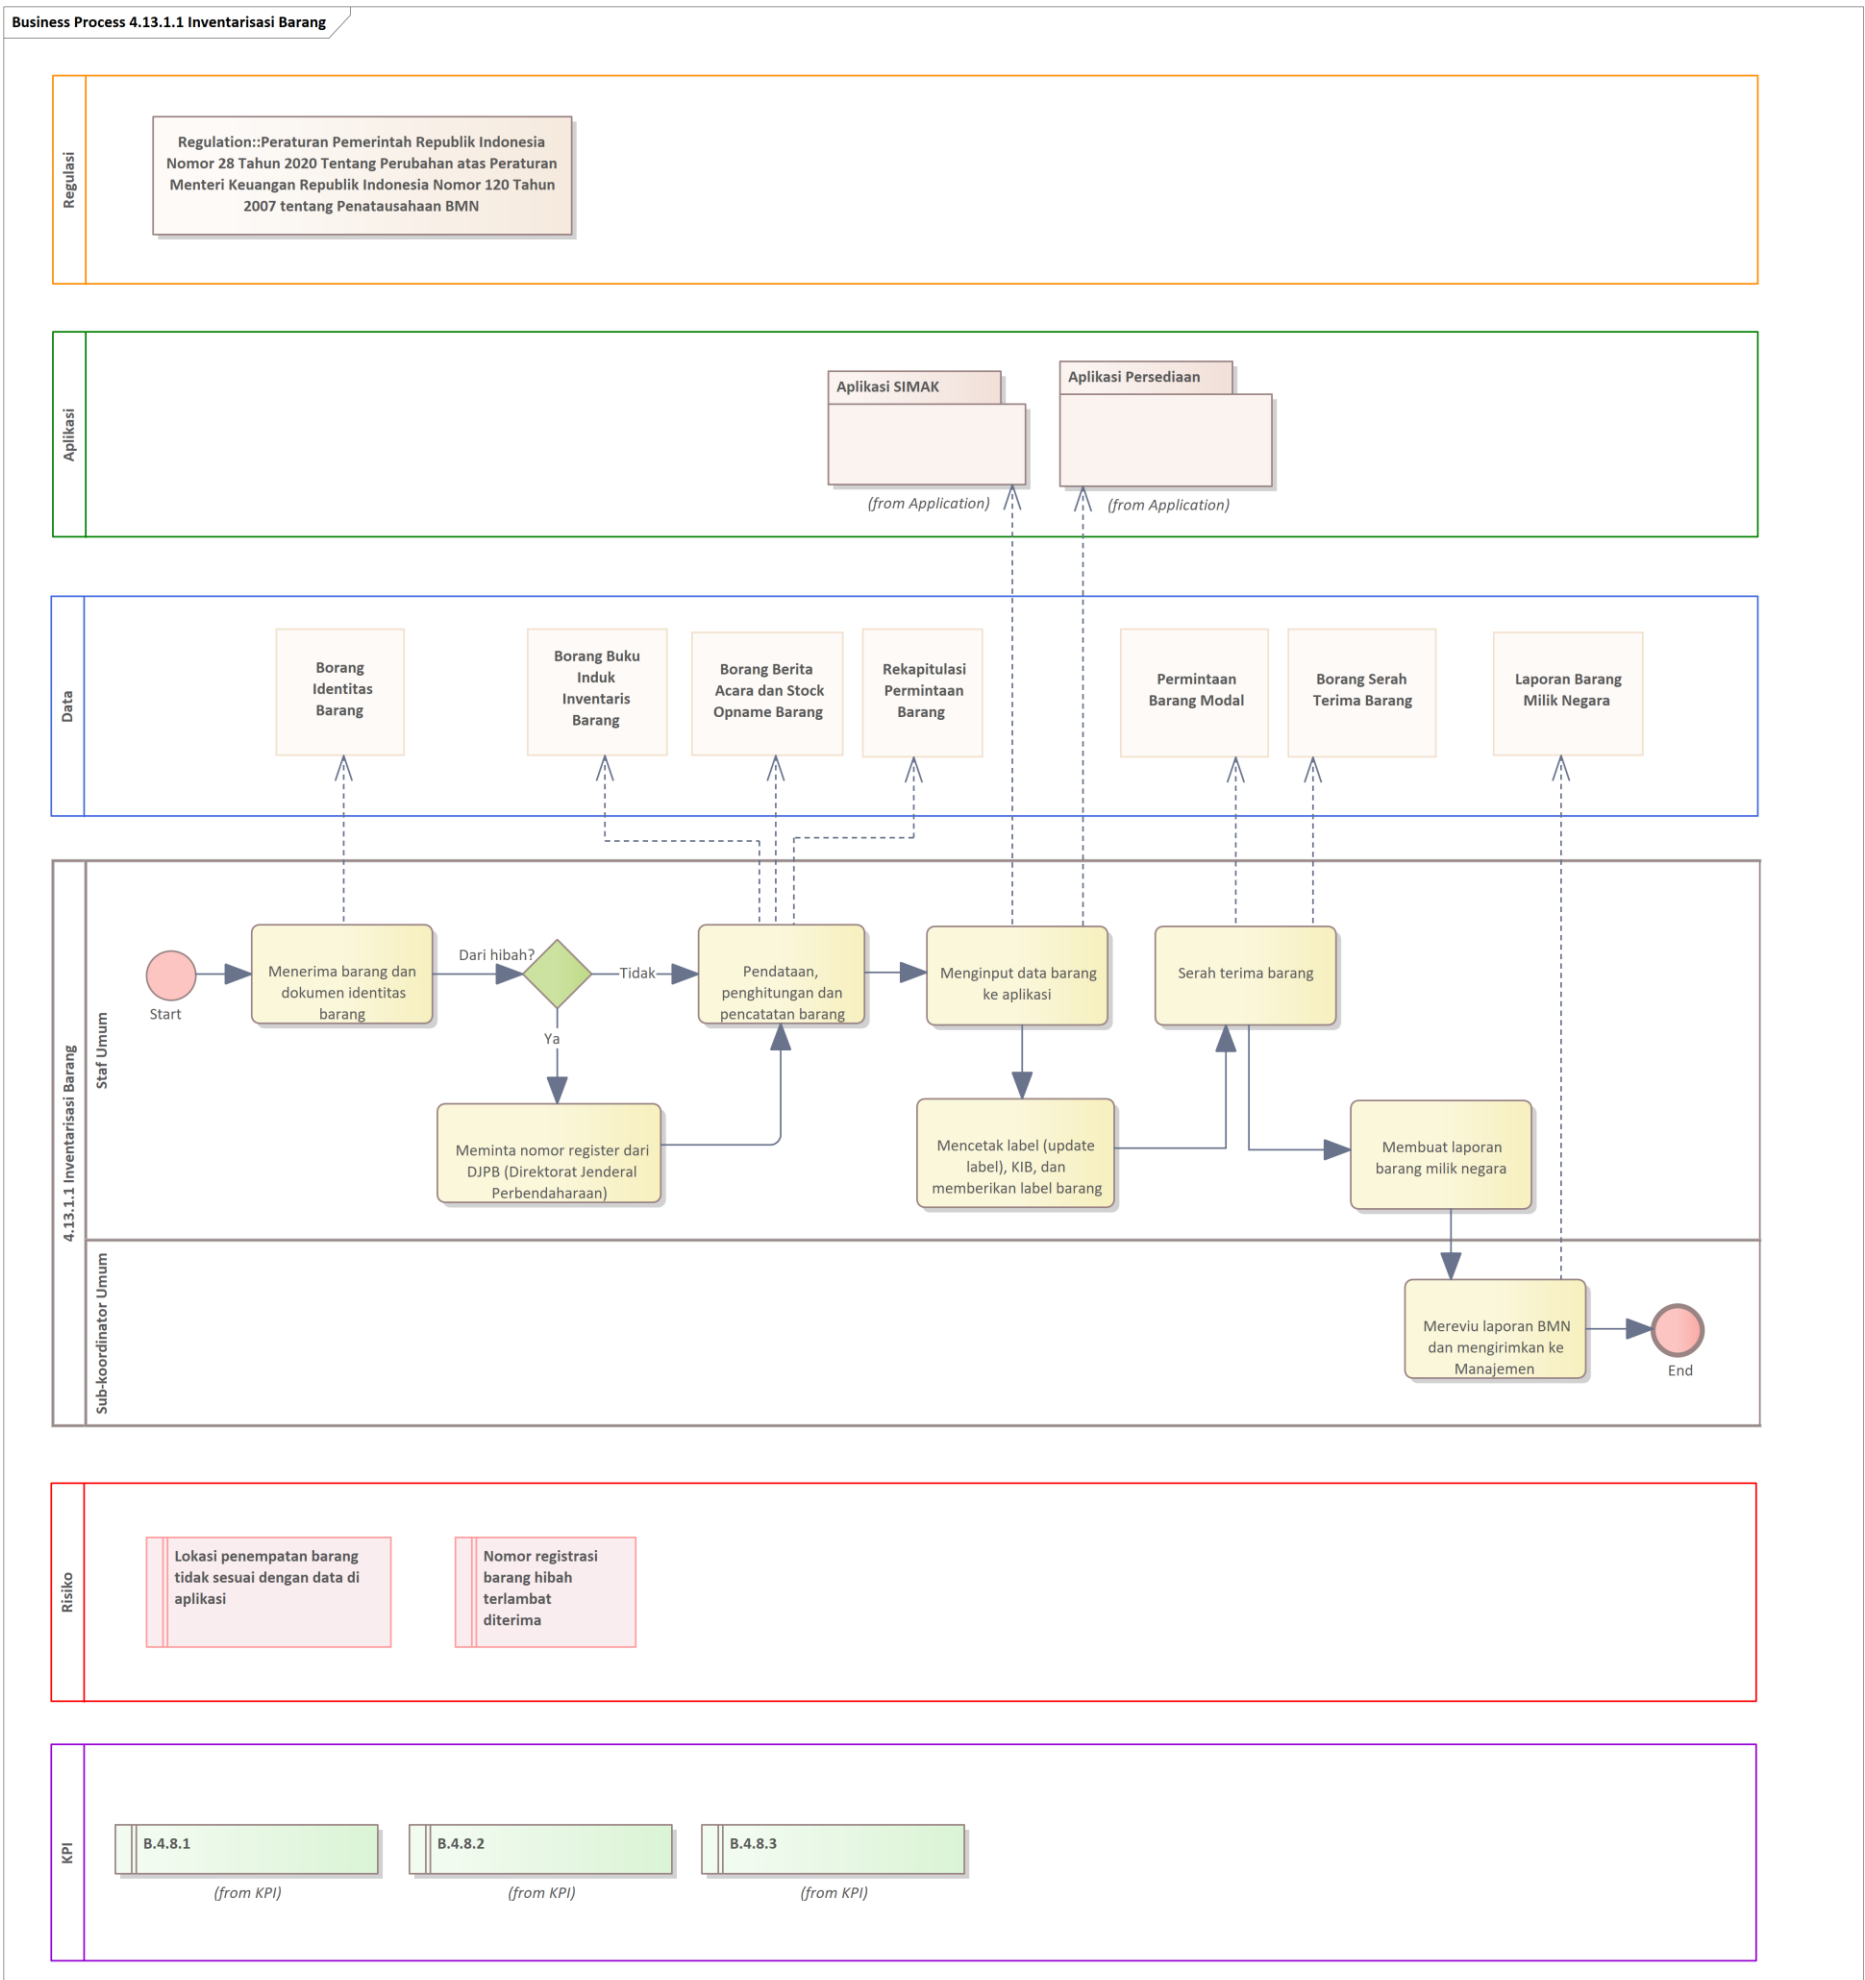 Business Process 4.13.1.1 Inventarisasi Barang
Regulasi
Regulation::Peraturan Pemerintah Republik Indonesia
Nomor 28 Tahun 2020 Tentang Perubahan atas Peraturan
Menteri Keuangan Republik Indonesia Nomor 120 Tahun
2007 tentang Penatausahaan BMN
Aplikasi
Aplikasi SIMAK
(from Application)
Aplikasi Persediaan
(from Application)
Data
Borang
Identitas
Barang
Borang Buku
Induk
Inventaris
Barang
Borang Berita
Acara dan Stock
Opname Barang
Rekapitulasi
Permintaan
Barang
Permintaan
Barang Modal
Borang Serah
Terima Barang
Laporan Barang
Milik Negara
4.13.1.1 Inventarisasi Barang
Staf Umum
Start
Menerima barang dan
dokumen identitas
barang
Dari hibah?
Tidak
Ya
Meminta nomor register dari
DJPB (Direktorat Jenderal
Perbendaharaan)
Pendataan,
penghitungan dan
pencatatan barang
Menginput data barang
ke aplikasi
Mencetak label (update
label), KIB, dan
memberikan label barang
Serah terima barang
Membuat laporan
barang milik negara
Sub-koordinator Umum
Mereviu laporan BMN
dan mengirimkan ke
Manajemen
End
Risiko
Lokasi penempatan barang
tidak sesuai dengan data di
aplikasi
Nomor registrasi
barang hibah
terlambat
diterima
KPI
B.4.8.1
(from KPI)
B.4.8.2
(from KPI)
B.4.8.3
(from KPI)